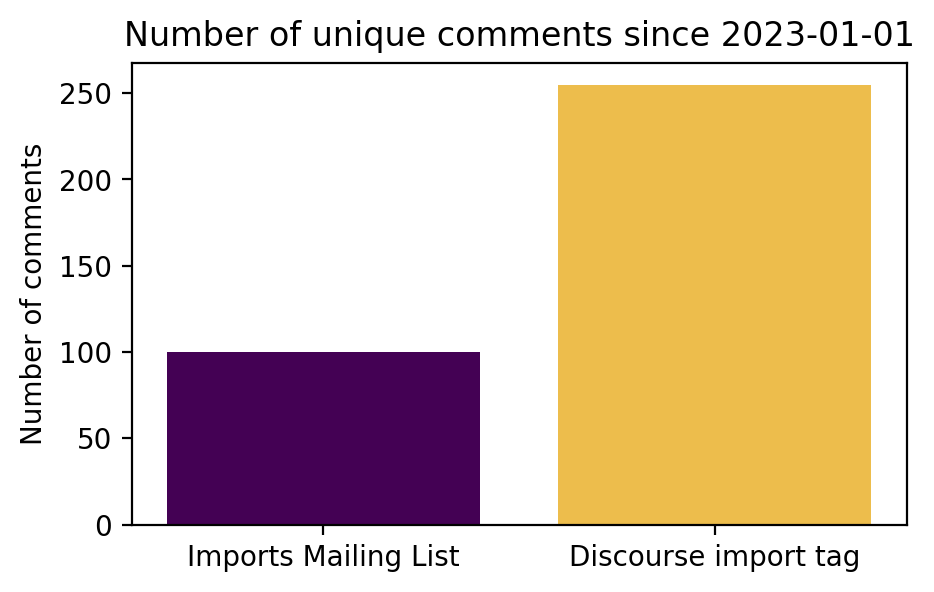 Number of unique comments since 2023-01-01
Number of comments
250
200
150
100
50
0
Imports Mailing List
Discourse import tag